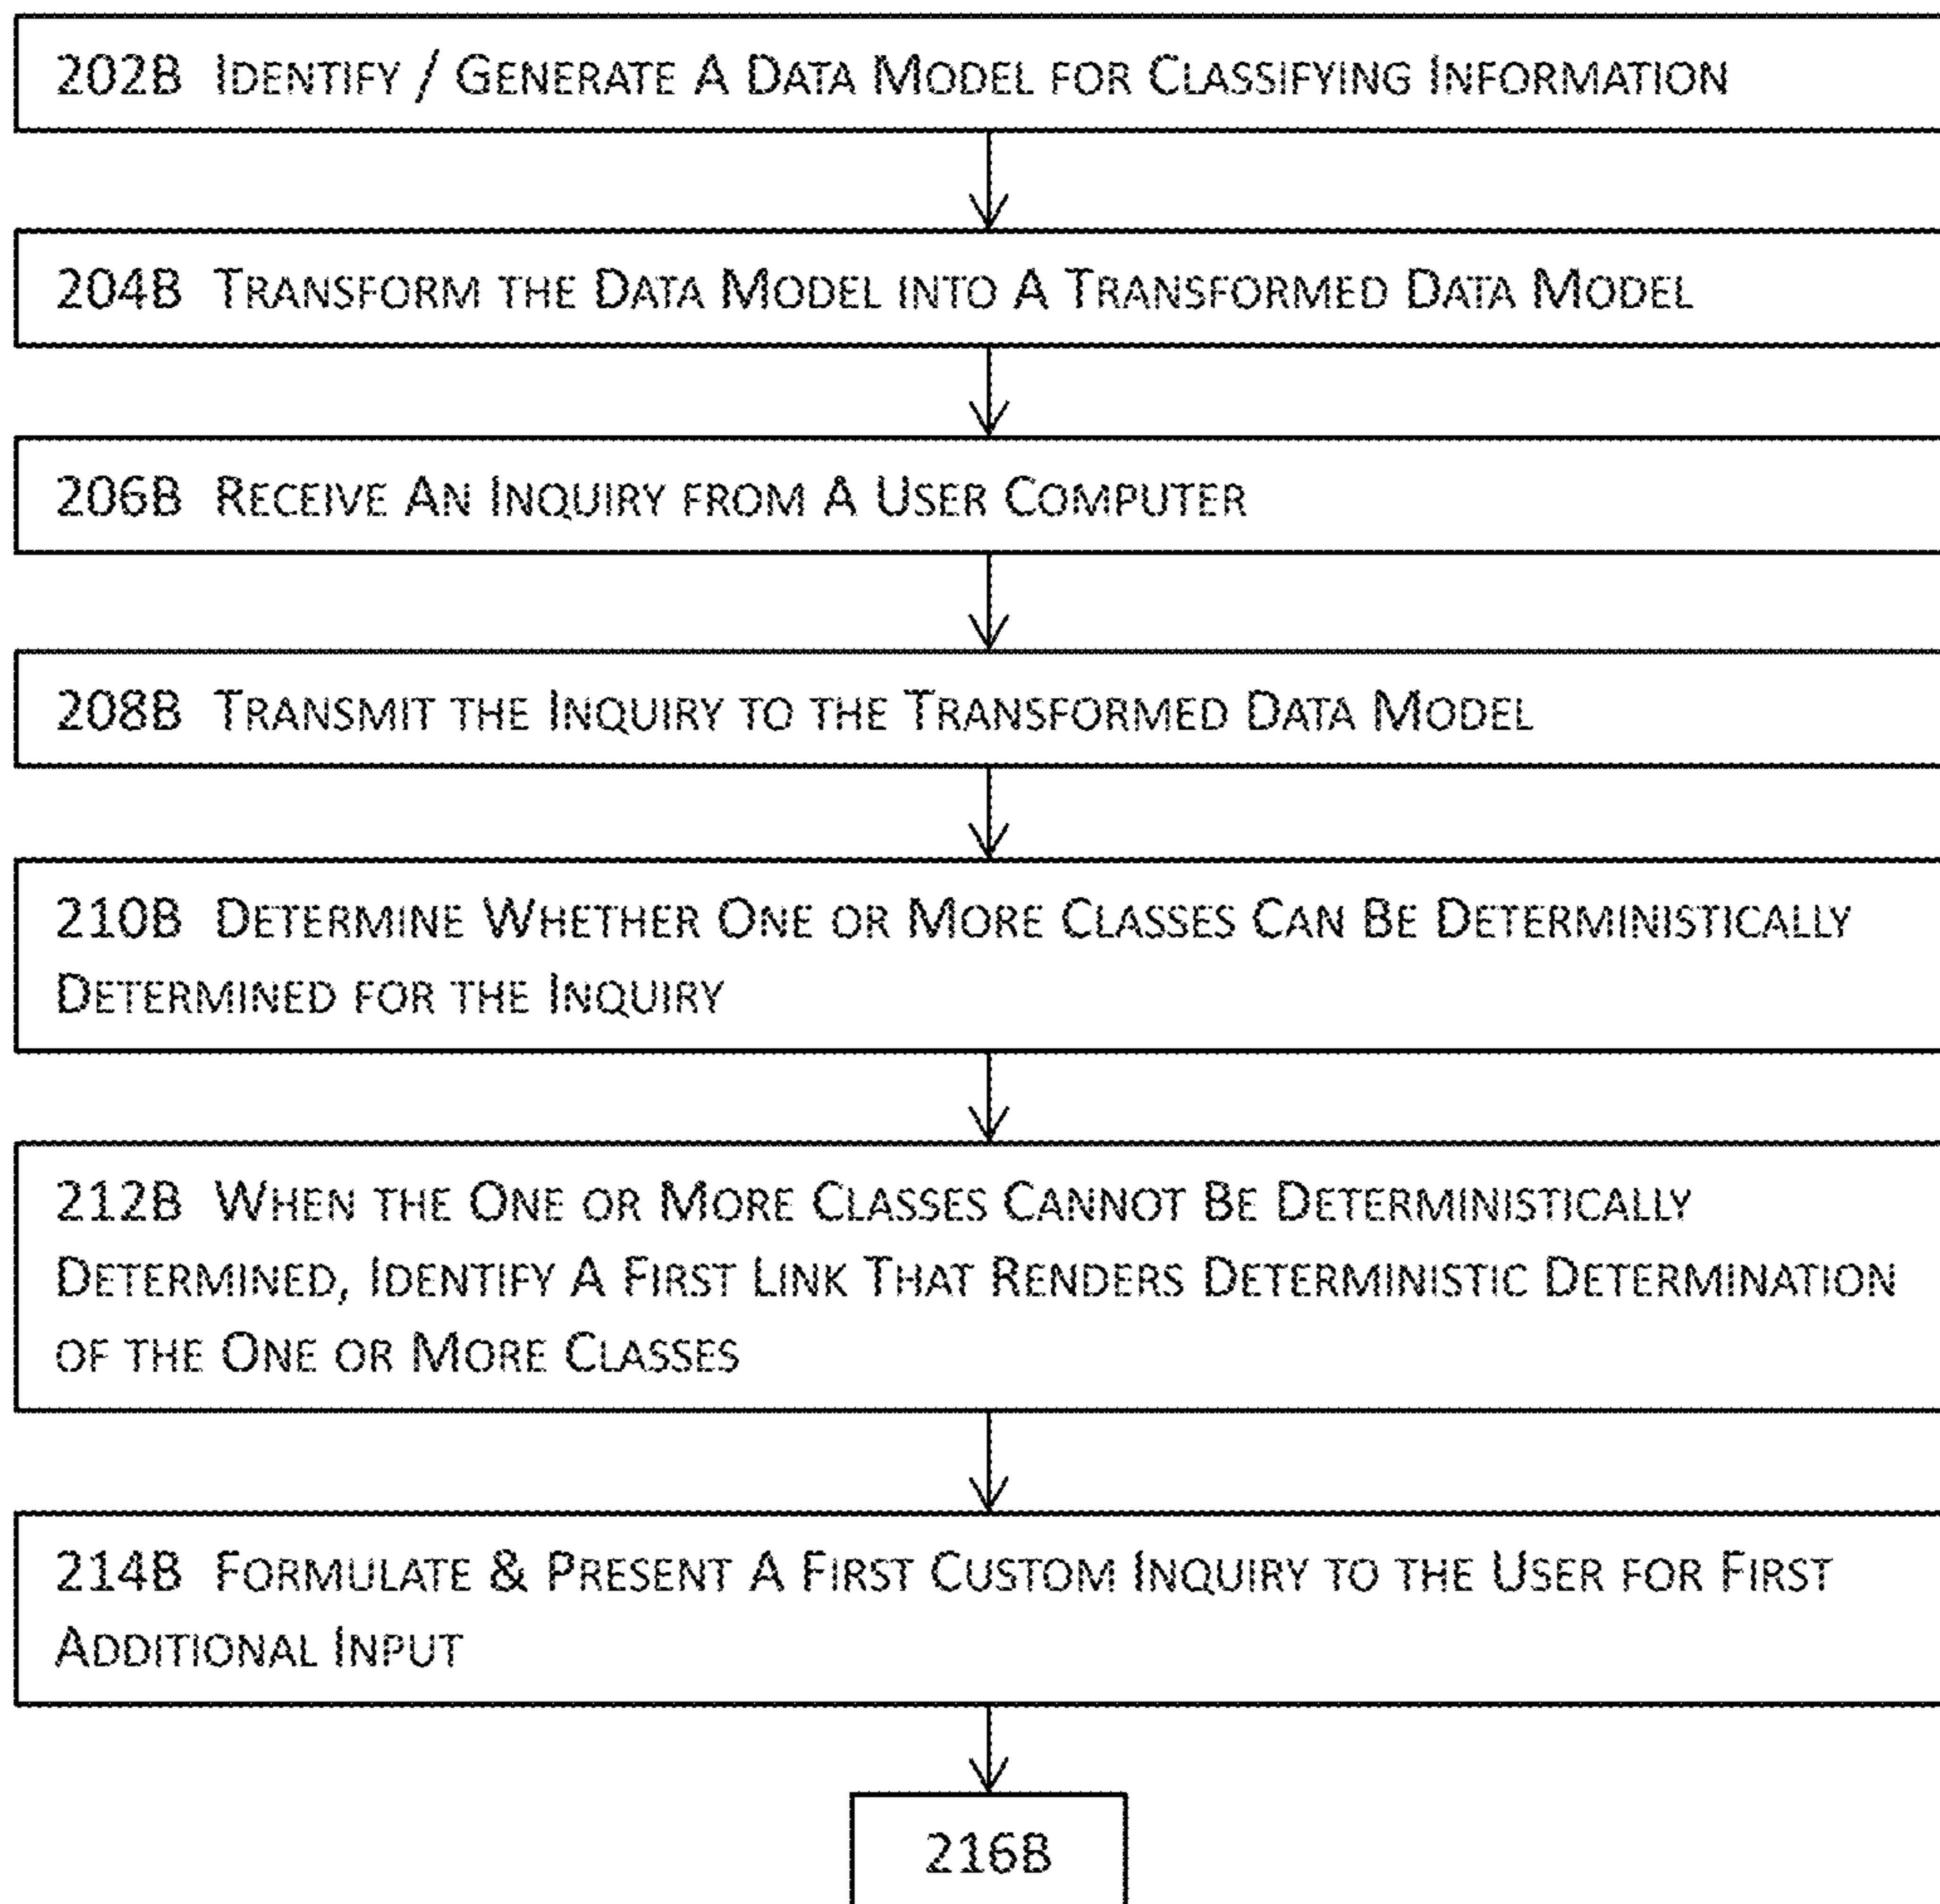 202B IDENTIFY / GENERATE A DATA MODEL FOR CLASSIFYING INFORMATION
204B TRANSFORM THE DATA MODEL INTO A TRANSFORMED DATA MODEL
206B RECEIVE AN INQUIRY FROM A USER COMPUTER
208B TRANSMIT THE INQUIRY TO THE TRANSFORMED DATA MODEL
210B DETERMINE WHETHER ONE OR MORE CLASSES CAN BE DETERMINISTICALLY
DETERMINED FOR THE INQUIRY
212B WHEN THE ONE OR MORE CLASSES CANNOT BE DETERMINISTICALLY
DETERMINED, IDENTIFY A FIRST LINK THAT RENDERS DETERMINISTIC DETERMINATION
OF THE ONE OR MORE CLASSES
214B FORMULATE & PRESENT A FIRST CUSTOM INQUIRY TO THE USER FOR FIRST
ADDITIONAL INPUT
216B